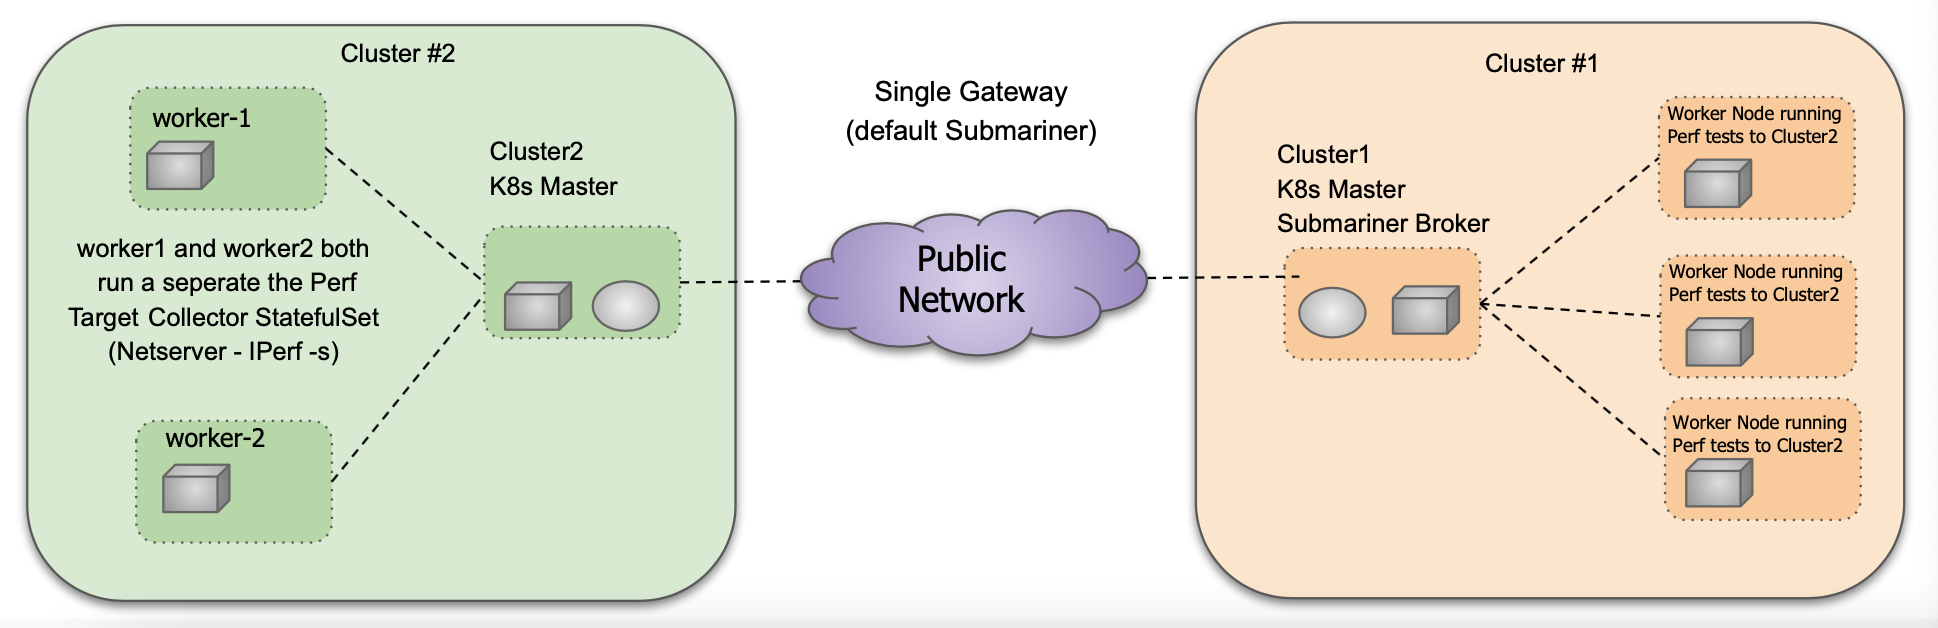 Cluster #2
worker-1
Cluster2
K8s Master
worker1 and worker2 both
run a seperate the Perf
Target Collector StatefulSet
(Netserver - IPerf -s)
worker-2
Single Gateway
(default Submariner)
Public
Network
Cluster #1
Cluster1
K8s Master
Submariner Broker
Worker Node running
Perf tests to Cluster2
Worker Node running
Perf tests to Cluster2
Worker Node running
Perf tests to Cluster2